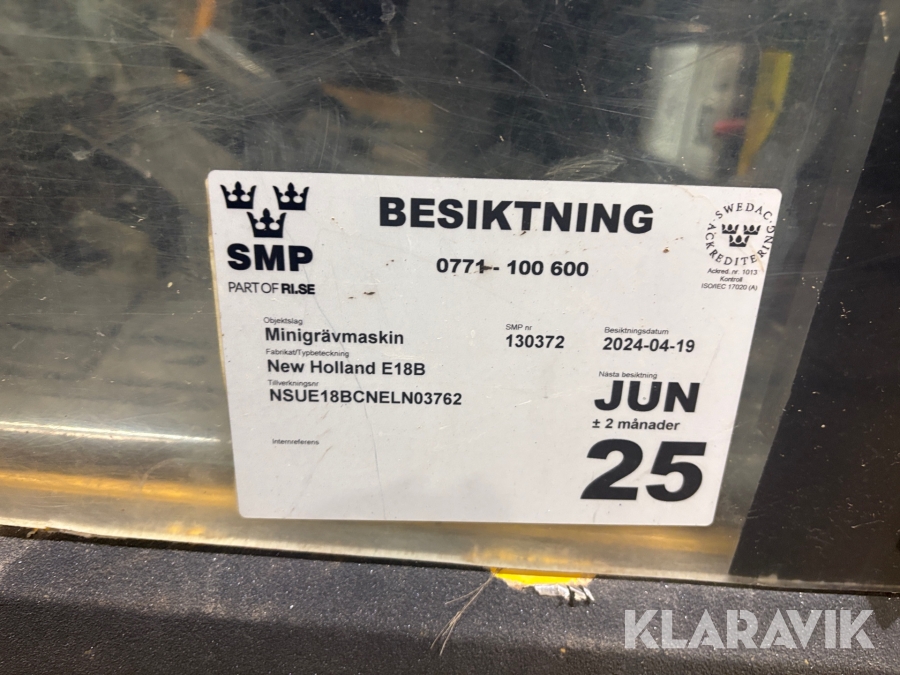 BESIKTNING
0771 - 100 600
SMP
PART OF RI.SE
SWEDAC
ACKREDITERING
Ackred. nr. 1013
Kontroll
ISO/IEC 17020 (A)
Objektslag
Minigrävmaskin
SMP nr
130372
Besiktningsdatum
2024-04-19
Fabrikat/Typbeteckning
New Holland E18B
Tillverkningsnr
NSUE18BCNELN03762
Nästa besiktning
JUN
± 2 månader
25
Internreferens
KLARAVIK